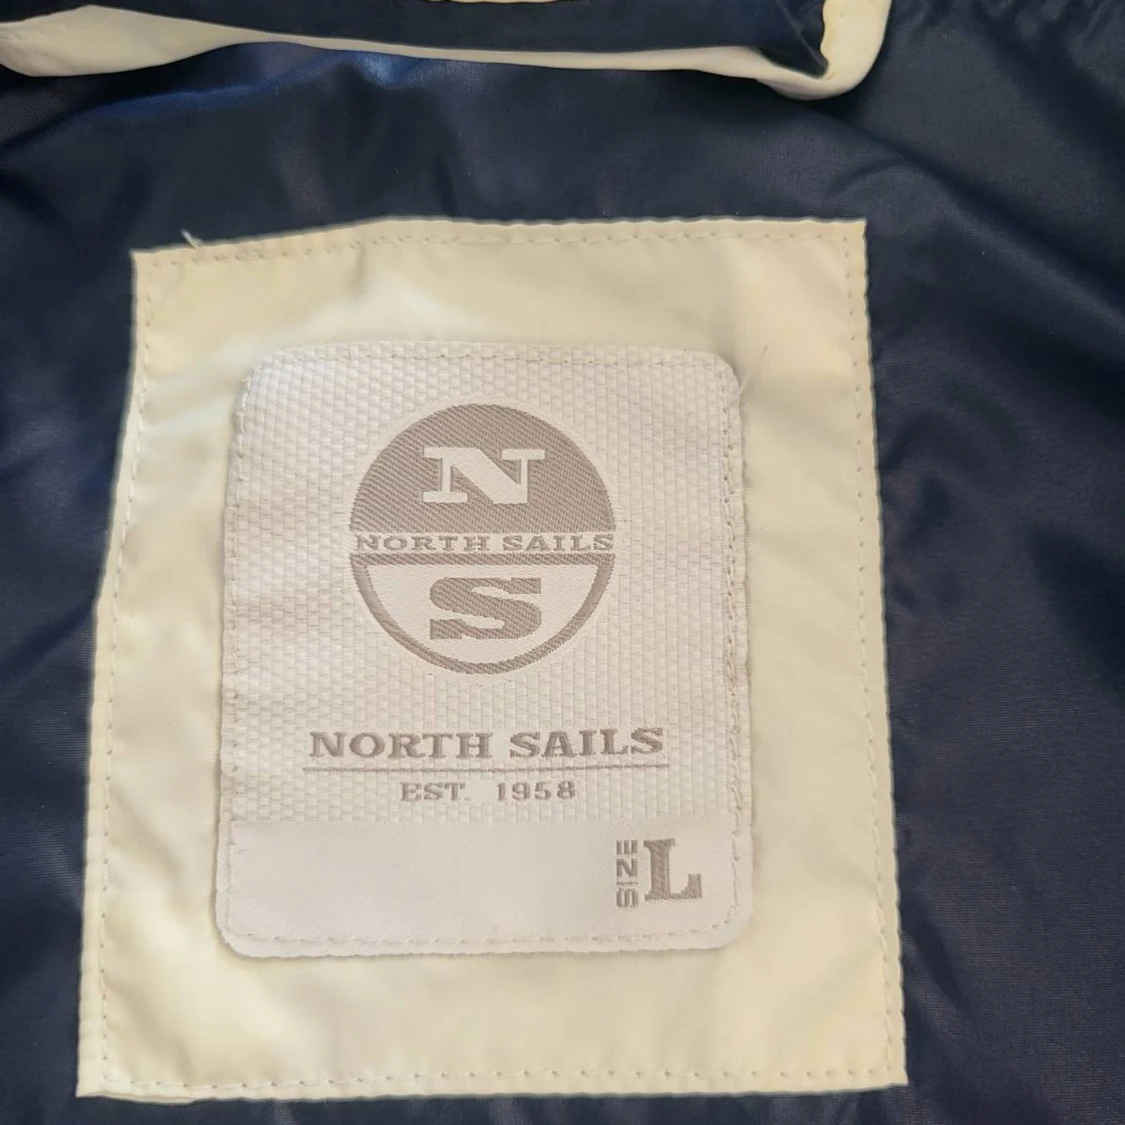 N
NORTH SAILS
S
NORTH SAILS
EST. 1958
SIZE L